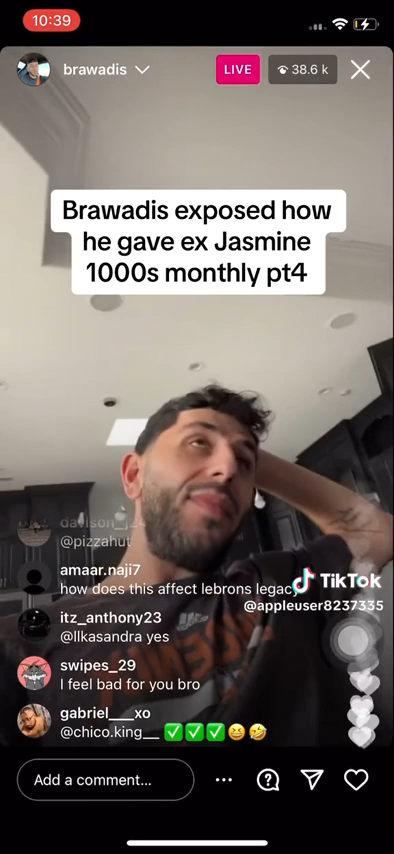 10:39
brawadis
LIVE
38.6 k
Brawadis exposed how
he gave ex Jasmine
1000s monthly pt4
@pizzahut
amaar.naji7
how does this affect lebrons legac
TikTok
@appleuser8237335
itz_anthony23
@llkasandra yes
swipes_29
I feel bad for you bro
gabriel___xo
@chico.king__ ✅✅✅😆🤣
Add a comment...